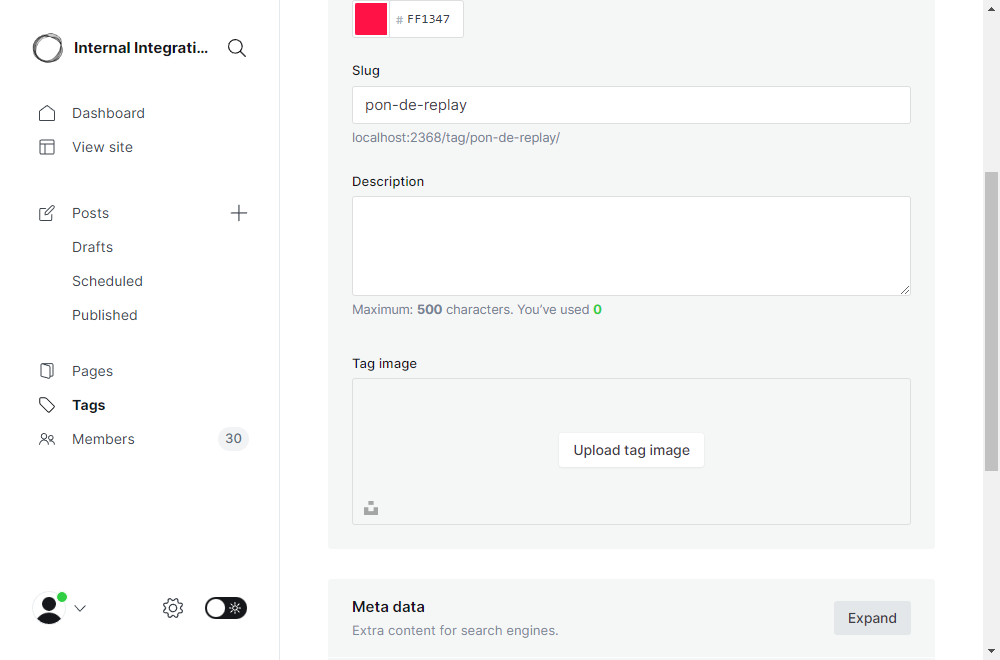 Internal Integrati...
Dashboard
View site
Posts
Drafts
Scheduled
Published
Pages
Tags
Members
30
# FF1347
Slug
pon-de-replay
localhost:2368/tag/pon-de-replay/
Description
Maximum: 500 characters. You’ve used 0
Tag image
Upload tag image
Meta data
Extra content for search engines.
Expand